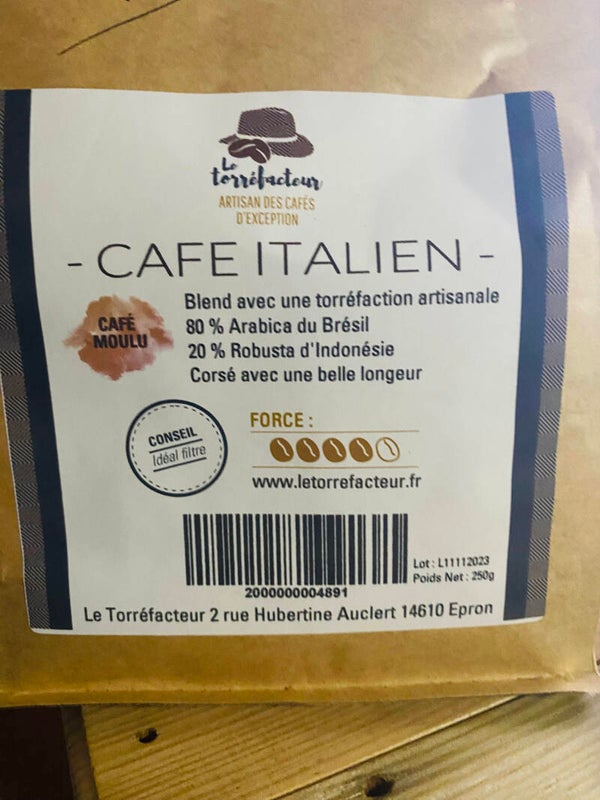 Le
torréfacteur
ARTISAN DES CAFÉS
D'EXCEPTION
- CAFE ITALIEN -
Blend avec une torréfaction artisanale
80 % Arabica du Brésil
20 % Robusta d'Indonésie
Corsé avec une belle longeur
CAFÉ
MOULU
CONSEIL
Idéal filtre
FORCE :
www.letorrefacteur.fr
Lot : L11112023
Poids Net : 250g
2000000004891
Le Torréfacteur 2 rue Hubertine Auclert 14610 Epron